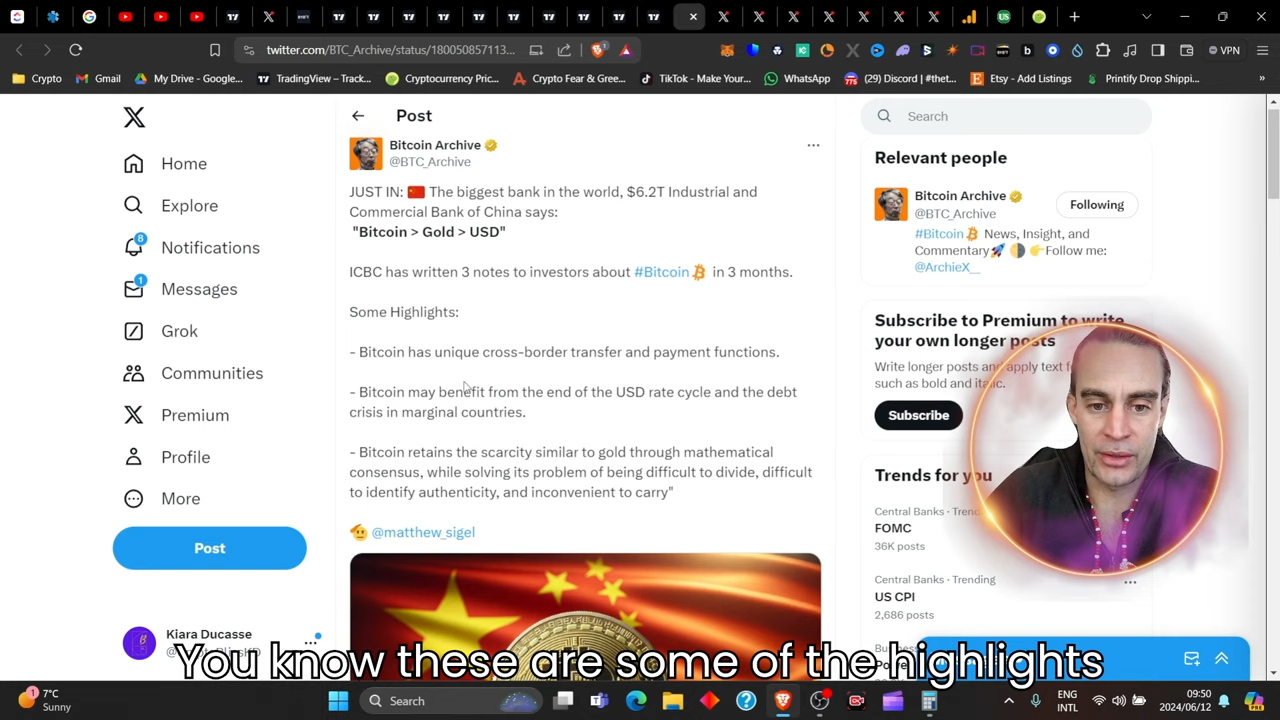 twitter.com/BTC_Archive/status/180050857113...
1
VPN
Crypto
Gmail
My Drive - Google...
TradingView – Track...
Cryptocurrency Pric...
Crypto Fear & Gree...
TikTok - Make Your...
WhatsApp
(29) Discord | #thet...
Etsy - Add Listings
Printify Drop Shippi...
»
Home
Explore
8
Notifications
1
Messages
Grok
Communities
Premium
Profile
More
Post
Kiara Ducasse
Post
Bitcoin Archive
@BTC_Archive
JUST IN: 🇨🇳 The biggest bank in the world, $6.2T Industrial and
Commercial Bank of China says:
"Bitcoin > Gold > USD"
ICBC has written 3 notes to investors about #Bitcoin in 3 months.
Some Highlights:
- Bitcoin has unique cross-border transfer and payment functions.
- Bitcoin may benefit from the end of the USD rate cycle and the debt
crisis in marginal countries.
- Bitcoin retains the scarcity similar to gold through mathematical
consensus, while solving its problem of being difficult to divide, difficult
to identify authenticity, and inconvenient to carry"
🫡 @matthew_sigel
Search
Relevant people
Bitcoin Archive
@BTC_Archive
Following
#Bitcoin News, Insight, and
Commentary🚀 🌗 👉Follow me:
@ArchieX__
Subscribe to Premium to write
your own longer posts
Write longer posts and apply text
such as bold and italic.
Subscribe
Trends for you
Central Banks · Tren
FOMC
36K posts
Central Banks · Trending
US CPI
2,686 posts
You know these are some of the highlights
7°C
Sunny
1
Search
ENG
INTL
09:50
2024/06/12